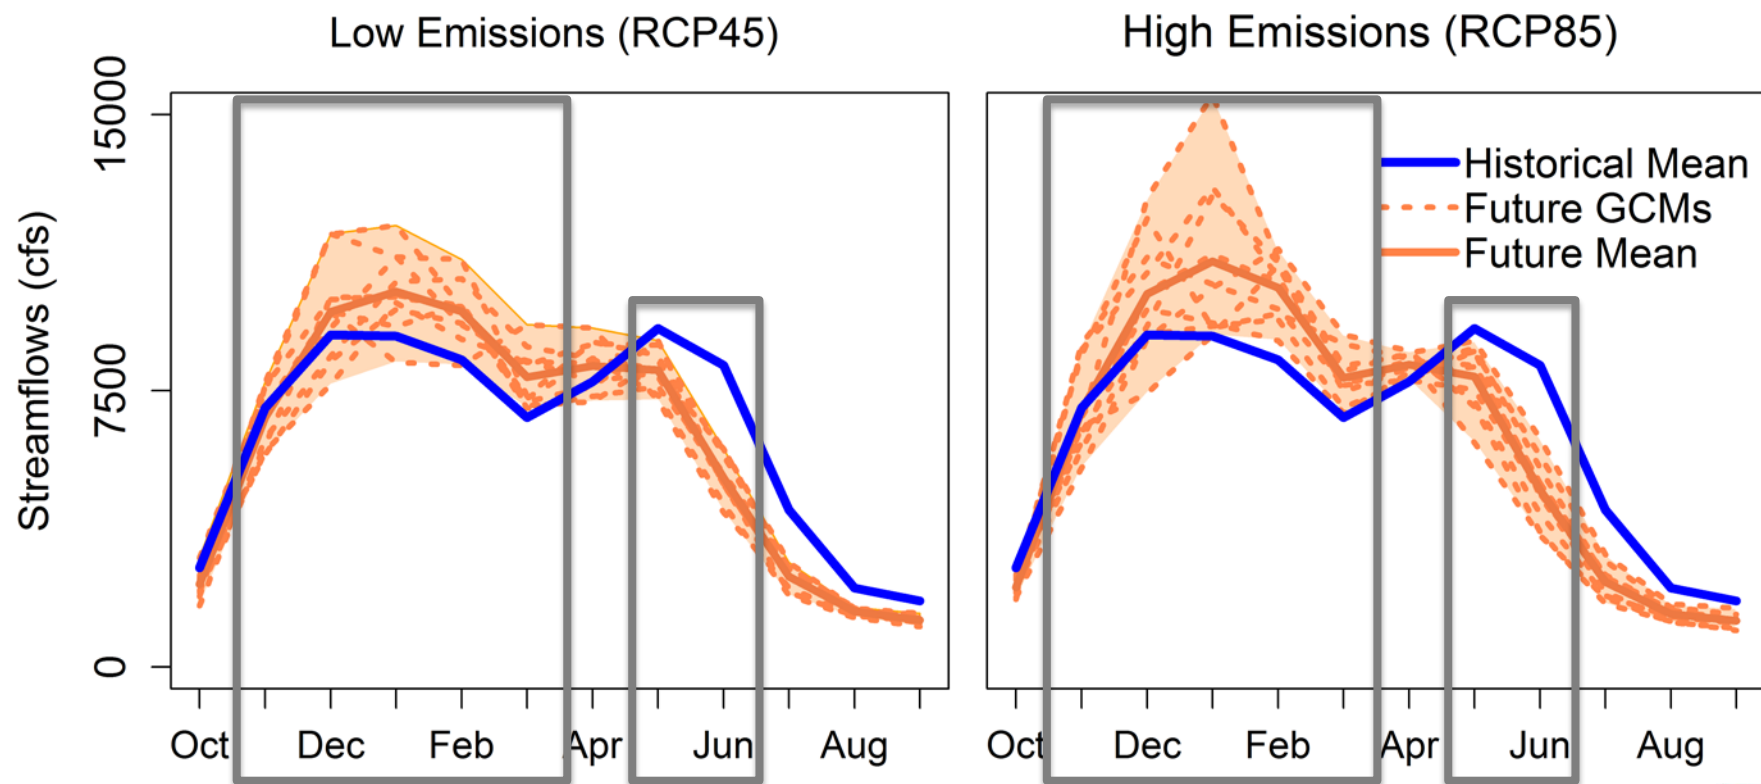 Low Emissions (RCP45)
High Emissions (RCP85)
Streamflows (cfs)
15000
7500
0
Historical Mean
Future GCMs
Future Mean
Oct Dec Feb Apr Jun Aug
Oct Dec Feb Apr Jun Aug